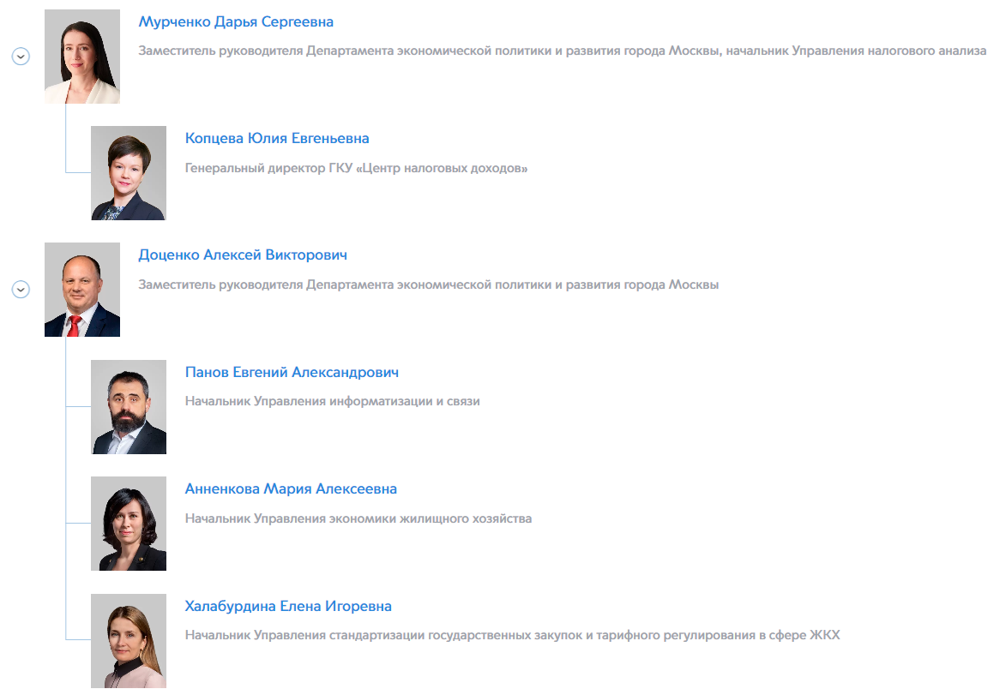 Мурченко Дарья Сергеевна
Заместитель руководителя Департамента экономической политики и развития города Москвы, начальник Управления налогового анализа
Копцева Юлия Евгеньевна
Генеральный директор ГКУ «Центр налоговых доходов»
Доценко Алексей Викторович
Заместитель руководителя Департамента экономической политики и развития города Москвы
Панов Евгений Александрович
Начальник Управления информатизации и связи
Анненкова Мария Алексеевна
Начальник Управления экономики жилищного хозяйства
Халабурдина Елена Игоревна
Начальник Управления стандартизации государственных закупок и тарифного регулирования в сфере ЖКХ